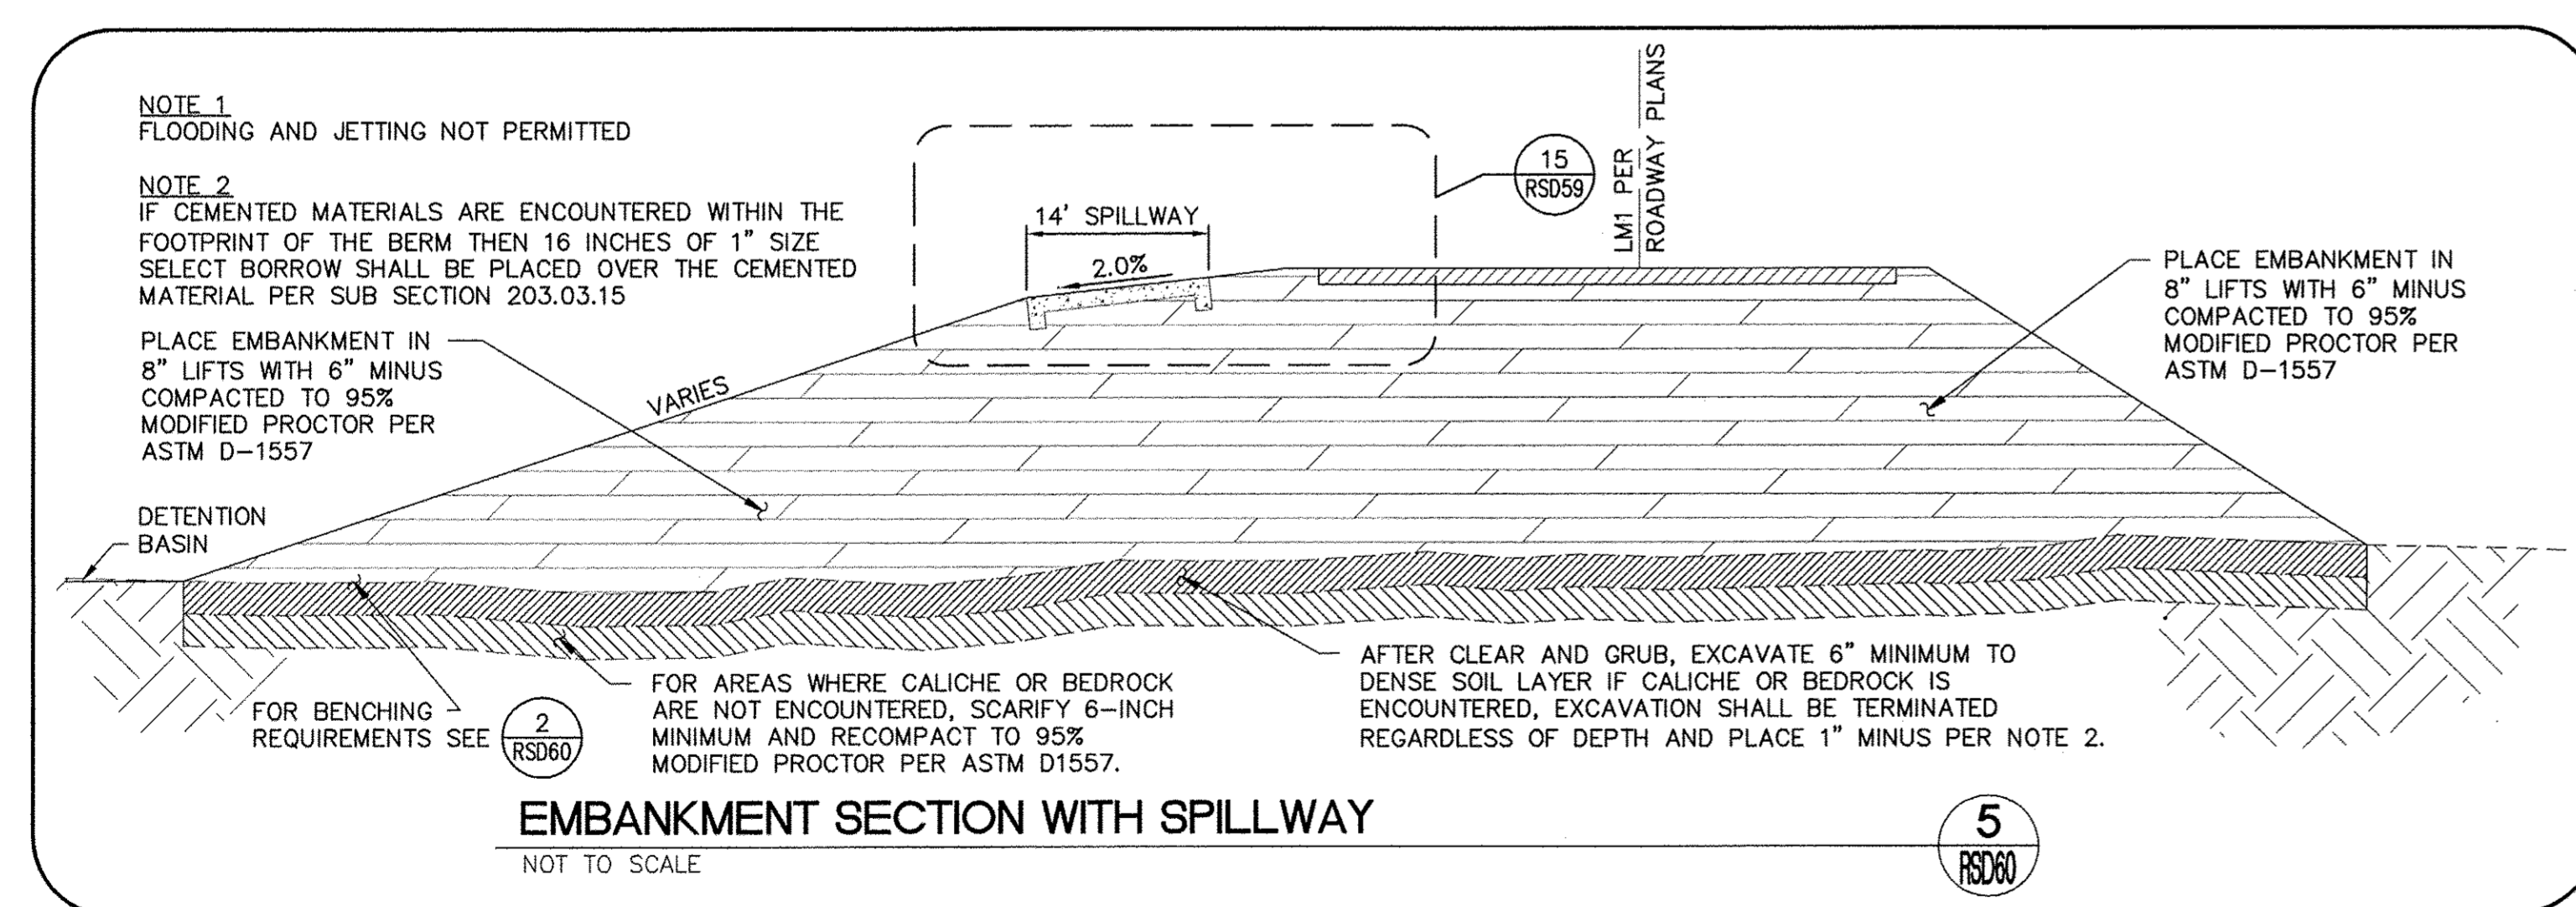 NOTE 1
FLOODING AND JETTING NOT PERMITTED
NOTE 2
IF CEMENTED MATERIALS ARE ENCOUNTERED WITHIN THE
FOOTPRINT OF THE BERM THEN 16 INCHES OF 1" SIZE
SELECT BORROW SHALL BE PLACED OVER THE CEMENTED
MATERIAL PER SUB SECTION 203.03.15
PLACE EMBANKMENT IN
8" LIFTS WITH 6" MINUS
COMPACTED TO 95%
MODIFIED PROCTOR PER
ASTM D-1557
DETENTION
BASIN
VARIES
14' SPILLWAY
2.0%
15
RSD59
LM1 PER
ROADWAY PLANS
PLACE EMBANKMENT IN
8" LIFTS WITH 6" MINUS
COMPACTED TO 95%
MODIFIED PROCTOR PER
ASTM D-1557
FOR BENCHING
REQUIREMENTS SEE
2
RSD60
FOR AREAS WHERE CALICHE OR BEDROCK
ARE NOT ENCOUNTERED, SCARIFY 6-INCH
MINIMUM AND RECOMPACT TO 95%
MODIFIED PROCTOR PER ASTM D1557.
AFTER CLEAR AND GRUB, EXCAVATE 6" MINIMUM TO
DENSE SOIL LAYER IF CALICHE OR BEDROCK IS
ENCOUNTERED, EXCAVATION SHALL BE TERMINATED
REGARDLESS OF DEPTH AND PLACE 1" MINUS PER NOTE 2.
EMBANKMENT SECTION WITH SPILLWAY
NOT TO SCALE
5
RSD60